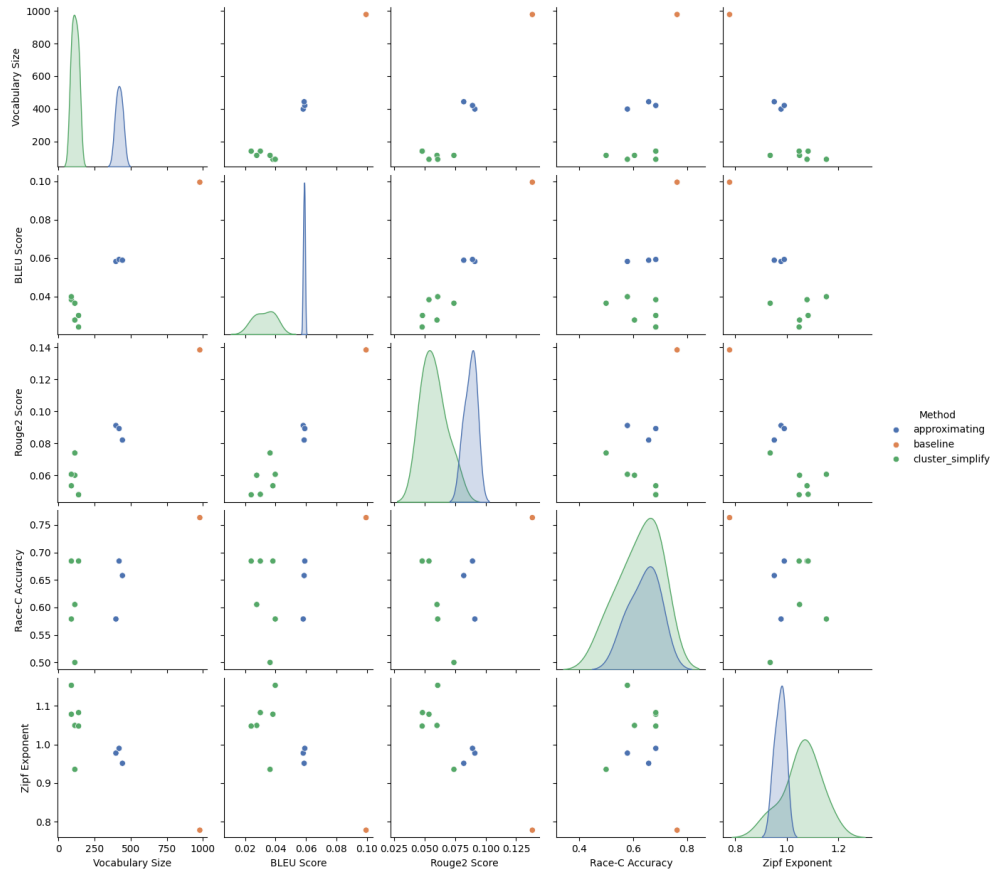 1000
800
600
400
200
Vocabulary Size
0.10
0.08
0.06
0.04
BLEU Score
0.14
0.12
0.10
0.08
0.06
Rouge2 Score
Method
approximating
baseline
cluster_simplify
0.75
0.70
0.65
0.60
0.55
0.50
Race-C Accuracy
1.1
1.0
0.9
0.8
Zipf Exponent
0 250 500 750 1000
Vocabulary Size
0.02 0.04 0.06 0.08 0.10
BLEU Score
0.025 0.050 0.075 0.100 0.125
Rouge2 Score
0.4 0.6 0.8
Race-C Accuracy
0.8 1.0 1.2
Zipf Exponent